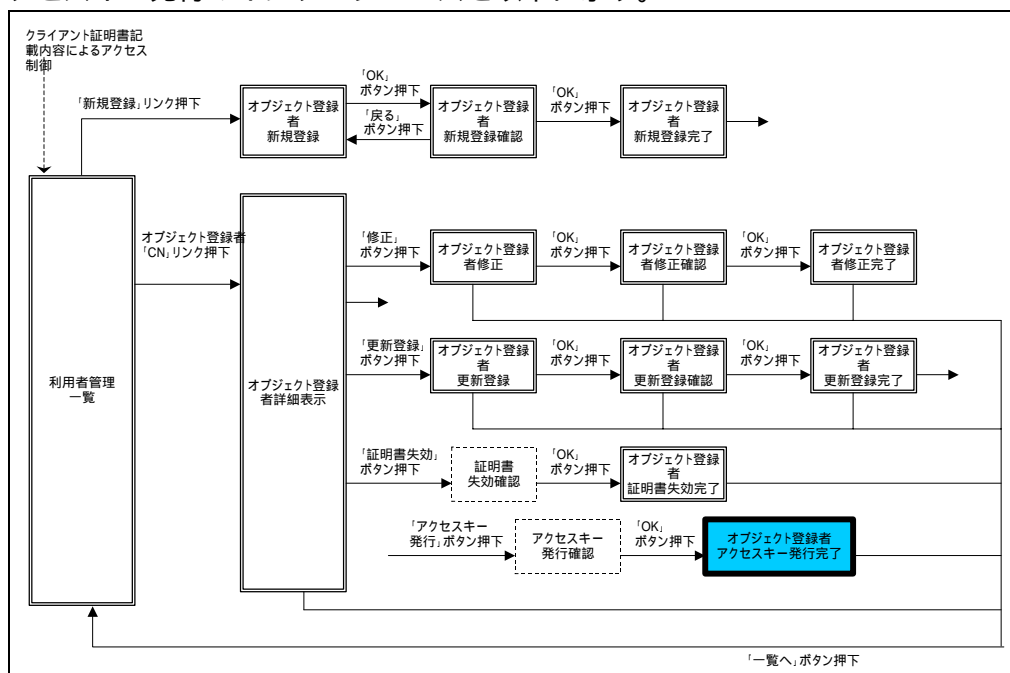 クライアント証明書記
載内容によるアクセス
制御
「新規登録」リンク押下
オブジェクト登録
者
新規登録
「OK」
ボタン押下
「戻る」
ボタン押下
オブジェクト登録
者
新規登録確認
「OK」
ボタン押下
オブジェクト登録
者
新規登録完了
利用者管理
一覧
オブジェクト登録者
「CN」リンク押下
オブジェクト登録
者詳細表示
「修正」
ボタン押下
オブジェクト登録
者修正
「OK」
ボタン押下
オブジェクト登録
者修正確認
「OK」
ボタン押下
オブジェクト登録
者修正完了
「更新登録」
ボタン押下
オブジェクト登録
者
更新登録
「OK」
ボタン押下
オブジェクト登録
者
更新登録確認
「OK」
ボタン押下
オブジェクト登録
者
更新登録完了
「証明書失効」
ボタン押下
証明書
失効確認
「OK」
ボタン押下
オブジェクト登録
者
証明書失効完了
「アクセスキー
発行」ボタン押下
アクセスキー
発行確認
「OK」
ボタン押下
オブジェクト登録者
アクセスキー発行完了
「一覧へ」ボタン押下